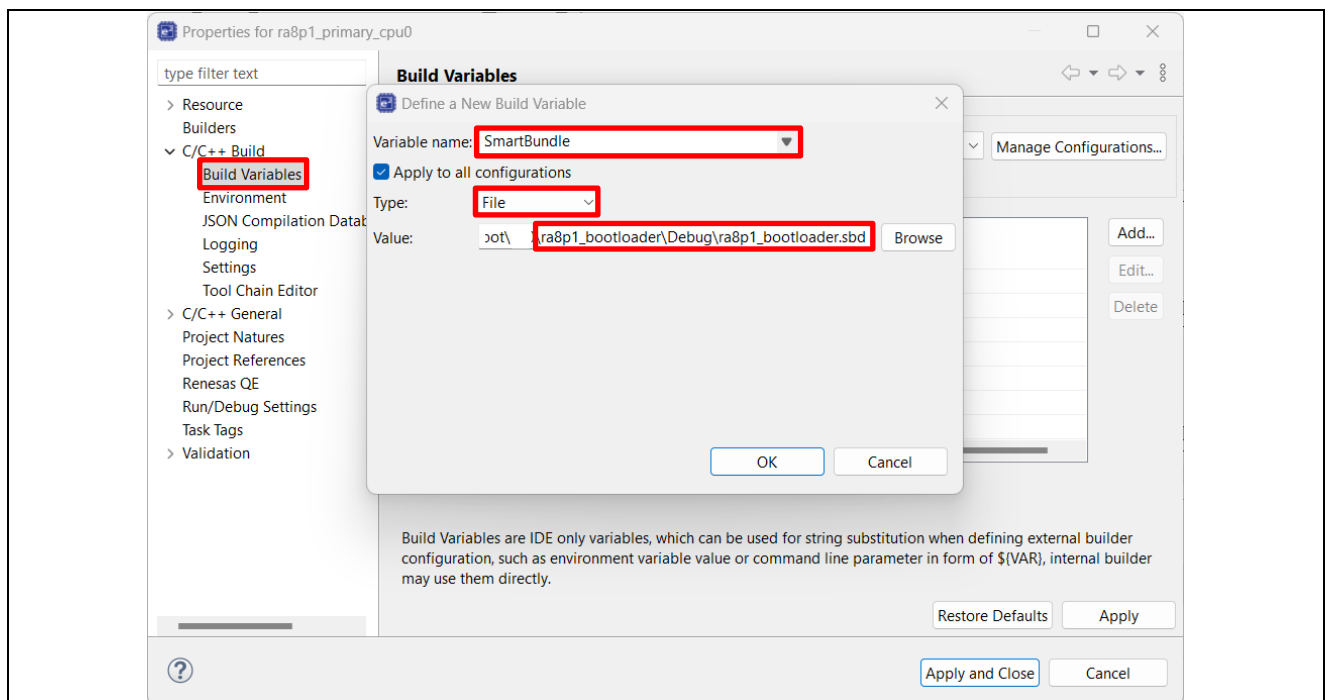 Properties for ra8p1_primary_cpu0
type filter text
Resource
Builders
C/C++ Build
Build Variables
Environment
JSON Compilation Datab
Logging
Settings
Tool Chain Editor
C/C++ General
Project Natures
Project References
Renesas QE
Run/Debug Settings
Task Tags
Validation
Build Variables
Manage Configurations...
Define a New Build Variable
Variable name: SmartBundle
Apply to all configurations
Type: File
Value: \ra8p1_bootloader\Debug\ra8p1_bootloader.sbd Browse
OK Cancel
Add...
Edit...
Delete
Build Variables are IDE only variables, which can be used for string substitution when defining external builder
configuration, such as environment variable value or command line parameter in form of ${VAR}, internal builder
may use them directly.
Restore Defaults Apply
Apply and Close Cancel